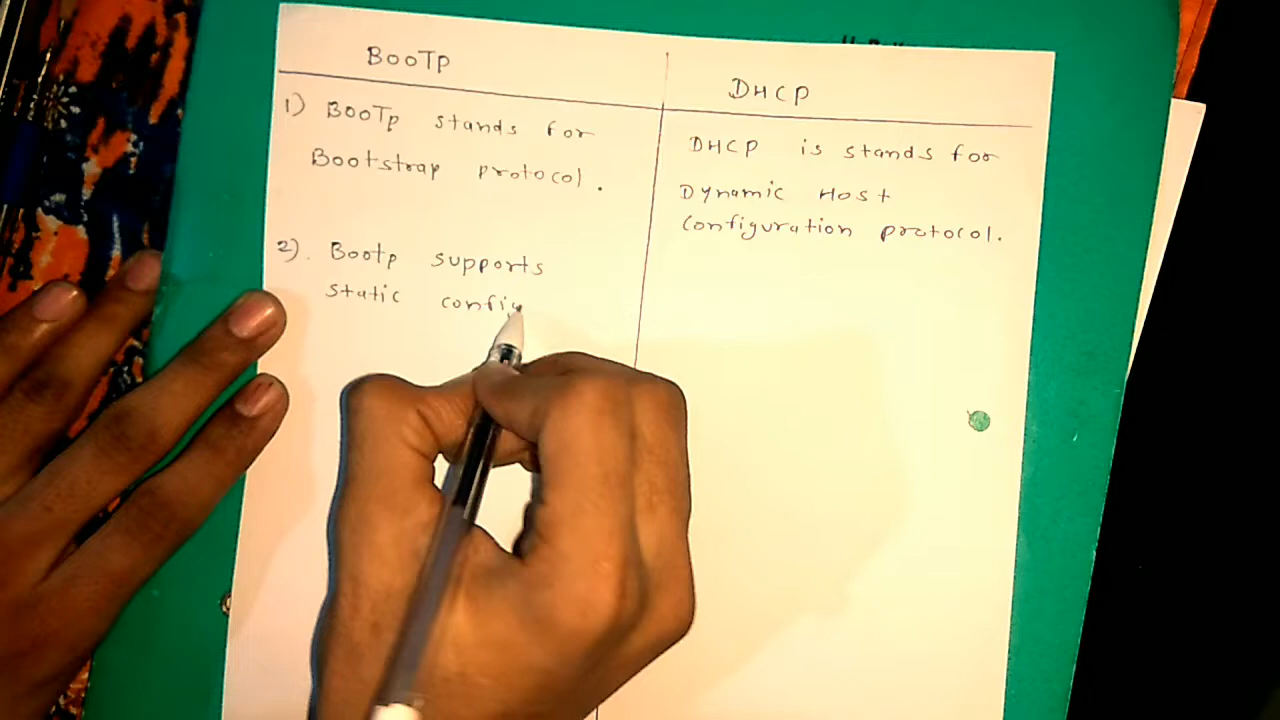 BooTp
DHCP
1) BooTp stands for
Bootstrap protocol.
DHCP is stands for
Dynamic Host
Configuration protocol.
2). Bootp supports
static config